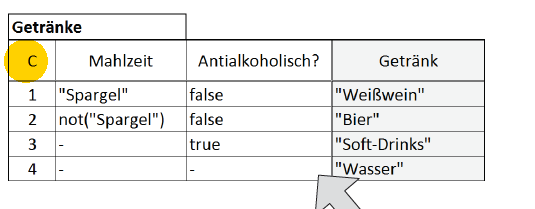 Getränke
C Mahlzeit Antialkoholisch? Getränk
1 "Spargel" false "Weißwein"
2 not("Spargel") false "Bier"
3 - true "Soft-Drinks"
4 - - "Wasser"